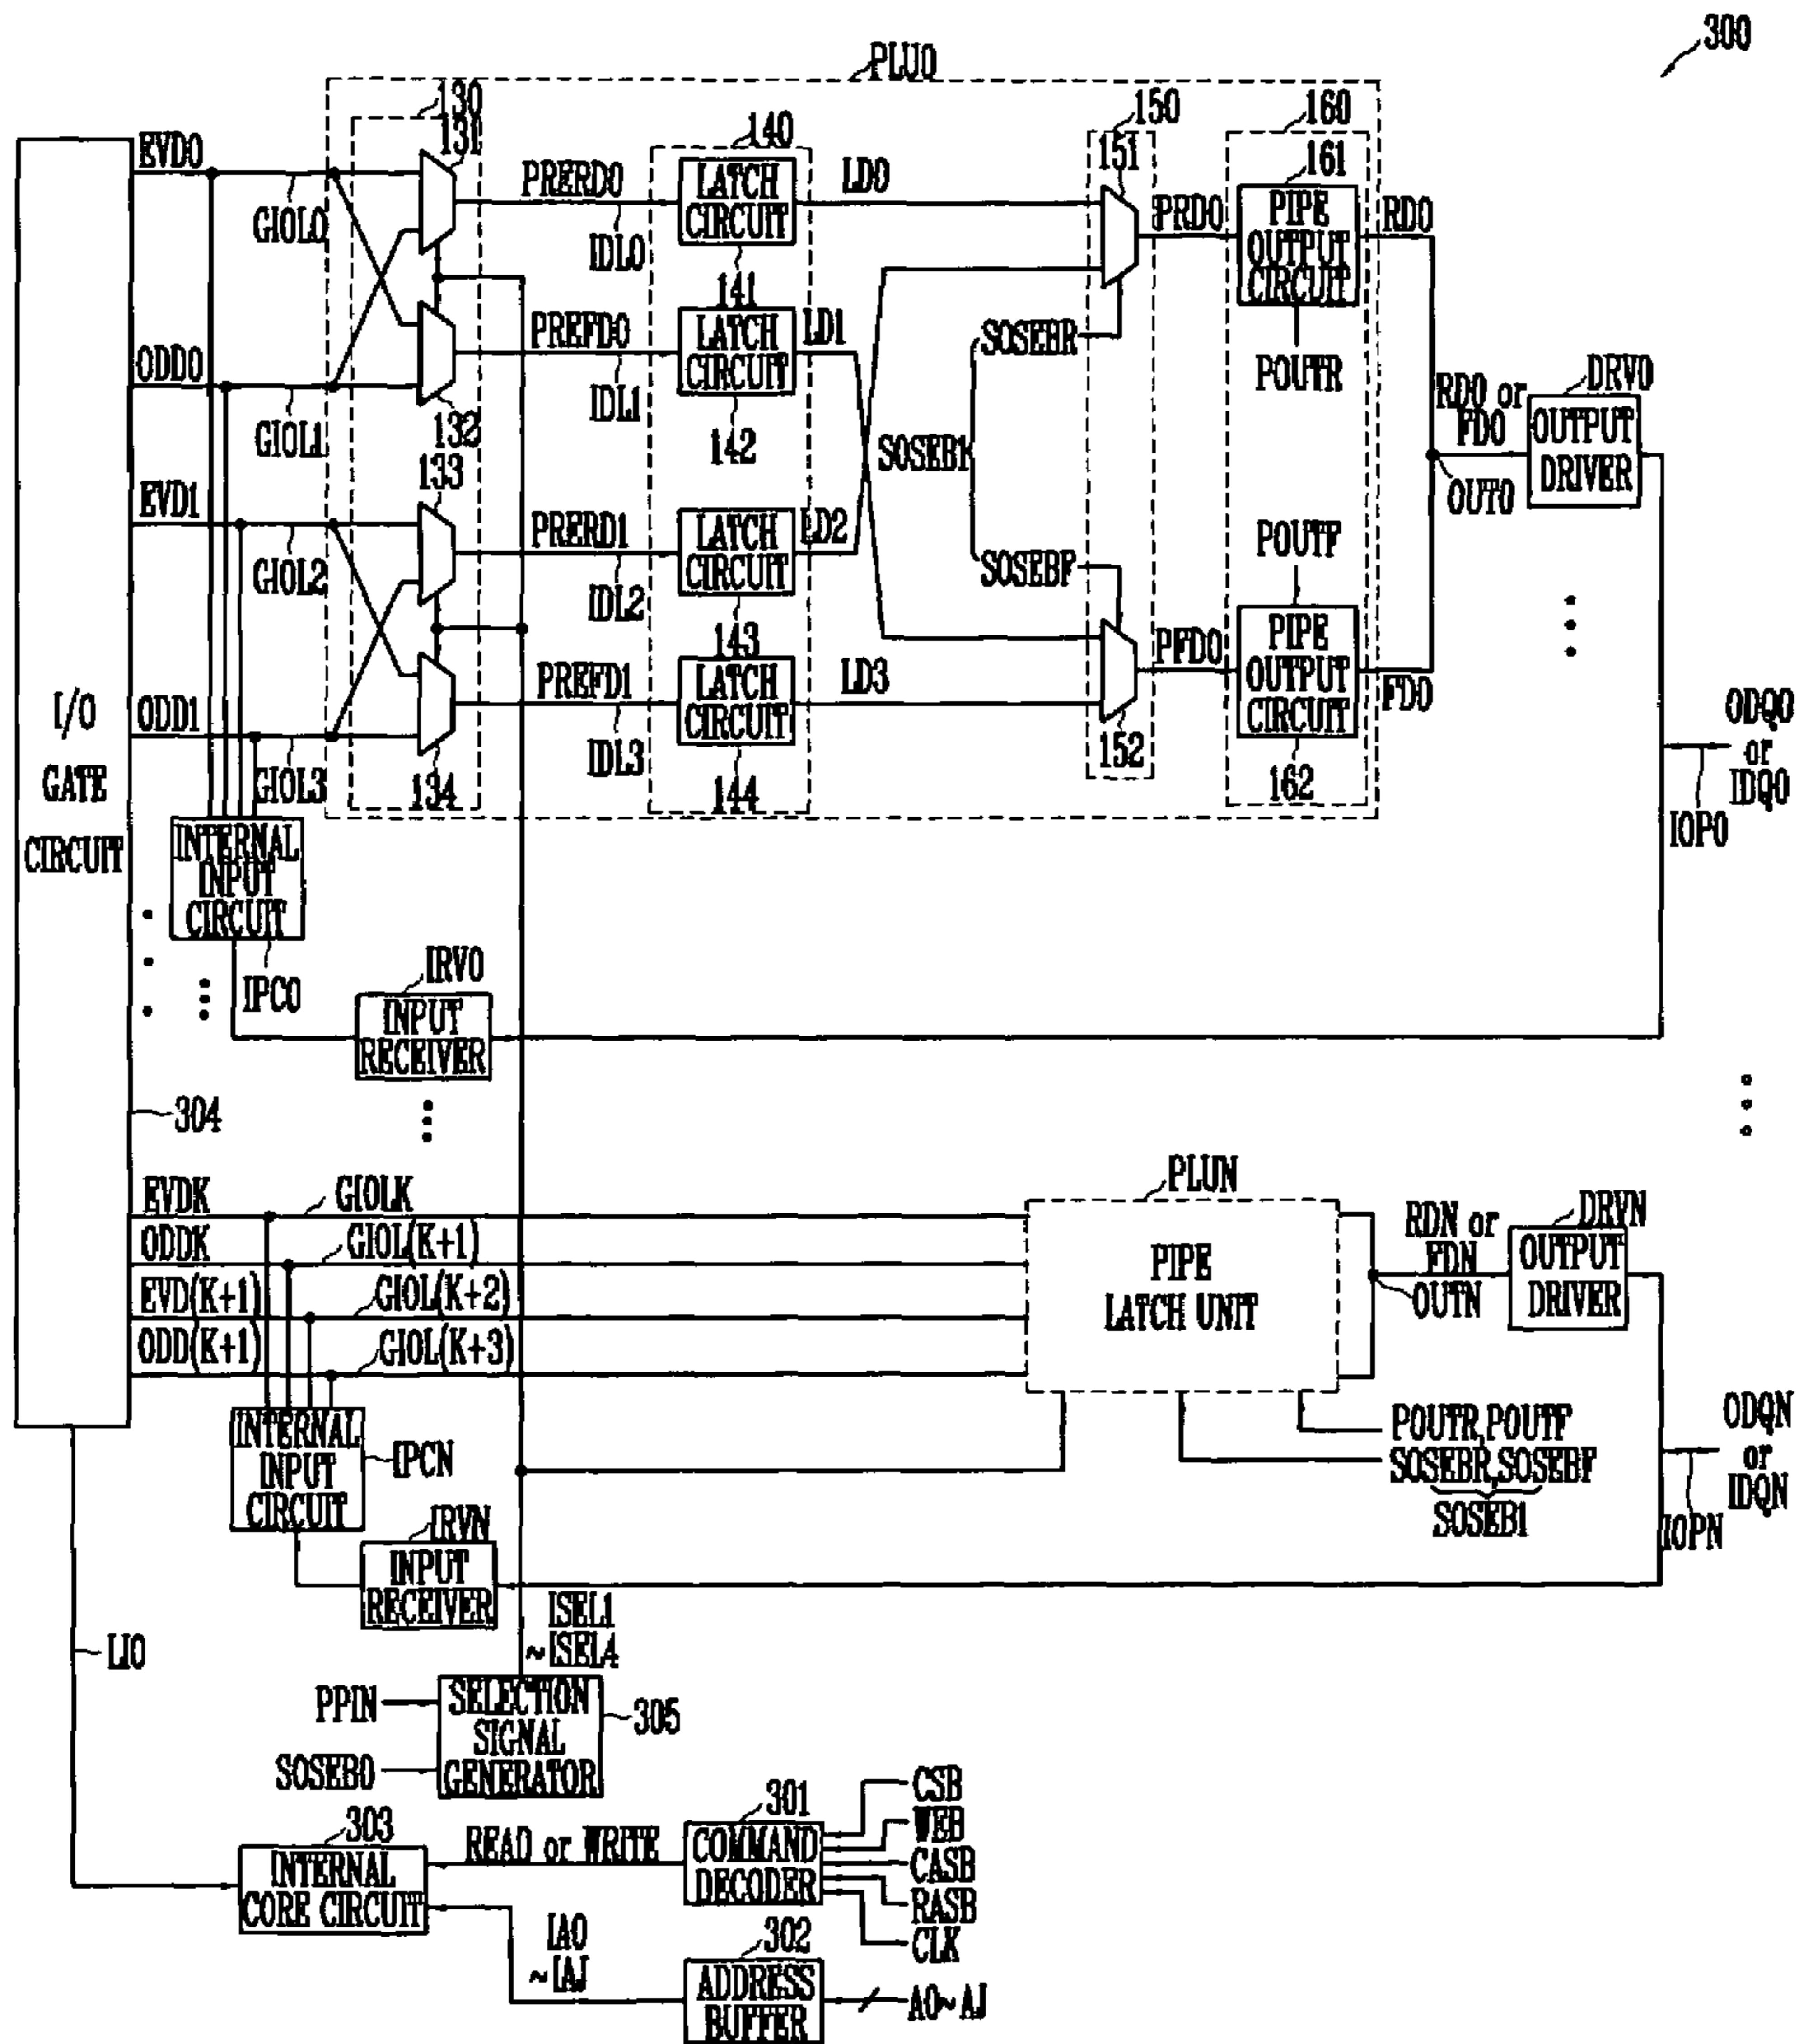 300
PLU0
130
131
EVD0
GIOL0
PRERD0
IDL0
140
LATCH
CIRCUIT
141
LD0
150
151
PRD0
160
161
PIPE
OUTPUT
CIRCUIT
RD0
POUTR
ODD0
GIOL1
132
PREFD0
IDL1
LATCH
CIRCUIT
142
LD1
SOSEBR
SOSEB1
SOSEBF
RD0 or
FD0
OUT0
DRV0
OUTPUT
DRIVER
EVD1
GIOL2
133
PRERD1
IDL2
LATCH
CIRCUIT
143
LD2
POUTF
PIPE
OUTPUT
CIRCUIT
162
PFD0
FD0
152
ODD1
GIOL3
134
PREFD1
IDL3
LATCH
CIRCUIT
144
LD3
I/O
GATE
CIRCUIT
ODQ0
or
IDQ0
IOP0
INTERNAL
INPUT
CIRCUIT
IPC0
IRV0
INPUT
RECEIVER
304
EVDK
GIOLK
ODDK
GIOL(K+1)
EVD(K+1)
GIOL(K+2)
ODD(K+1)
GIOL(K+3)
PLUN
PIPE
LATCH UNIT
RDN or
FDN
OUTN
DRVN
OUTPUT
DRIVER
POUTR,POUTF
SOSEBR,SOSEBF
SOSEB1
ODQN
or
IDQN
IOPN
INTERNAL
INPUT
CIRCUIT
IPCN
IRVN
INPUT
RECEIVER
LIO
ISEL1
~ISEL4
PPIN
SOSEB0
SELECTION
SIGNAL
GENERATOR
305
303
INTERNAL
CORE CIRCUIT
READ or WRITE
301
COMMAND
DECODER
CSB
WEB
CASB
RASB
CLK
IA0
~IAJ
302
ADDRESS
BUFFER
A0~AJ